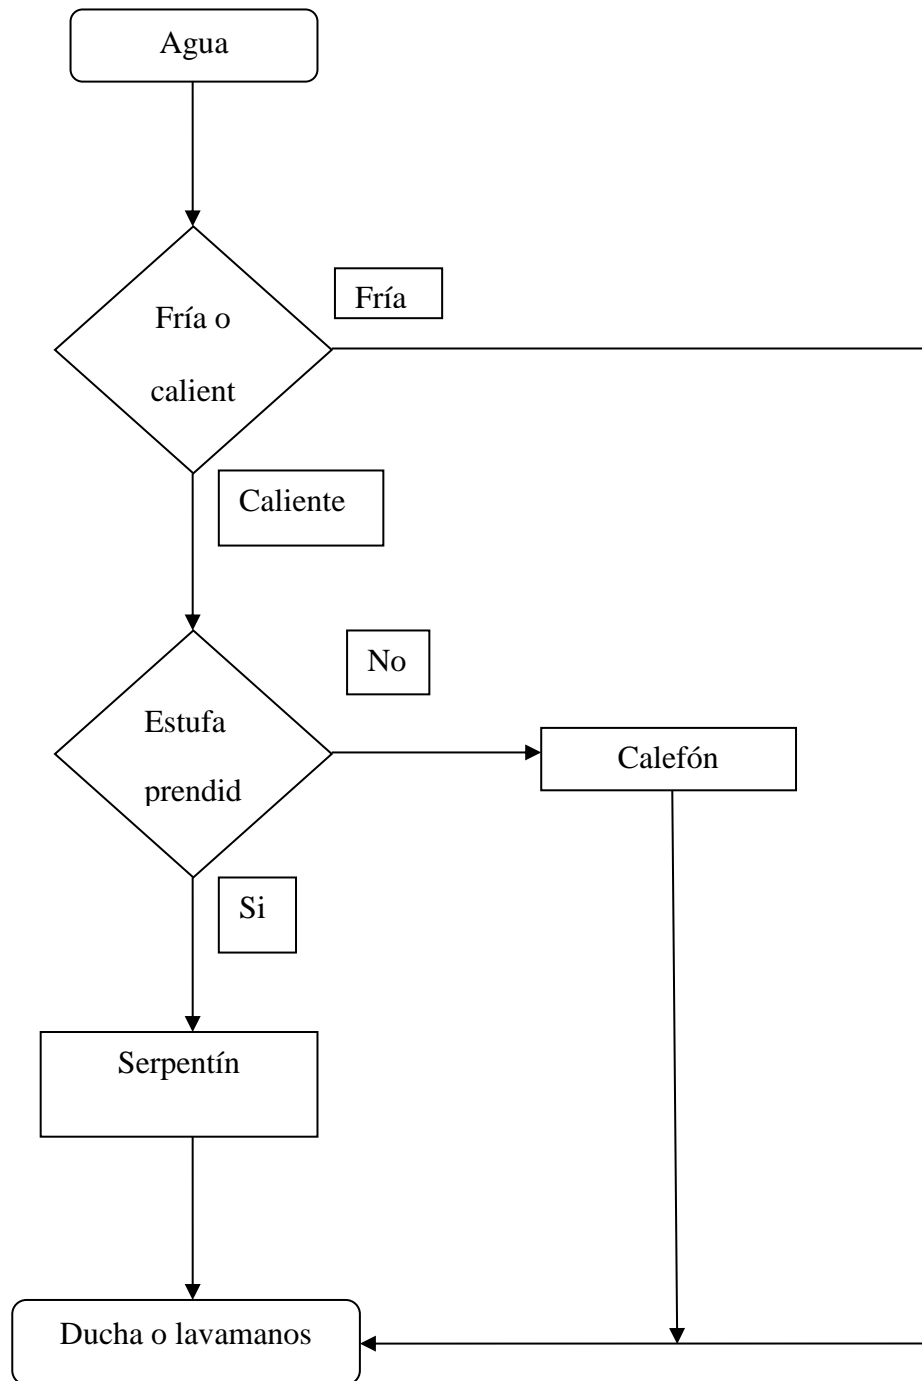 Agua
Fría o
calient
Fría
Caliente
Estufa
prendid
No
Calefón
Si
Serpentín
Ducha o lavamanos